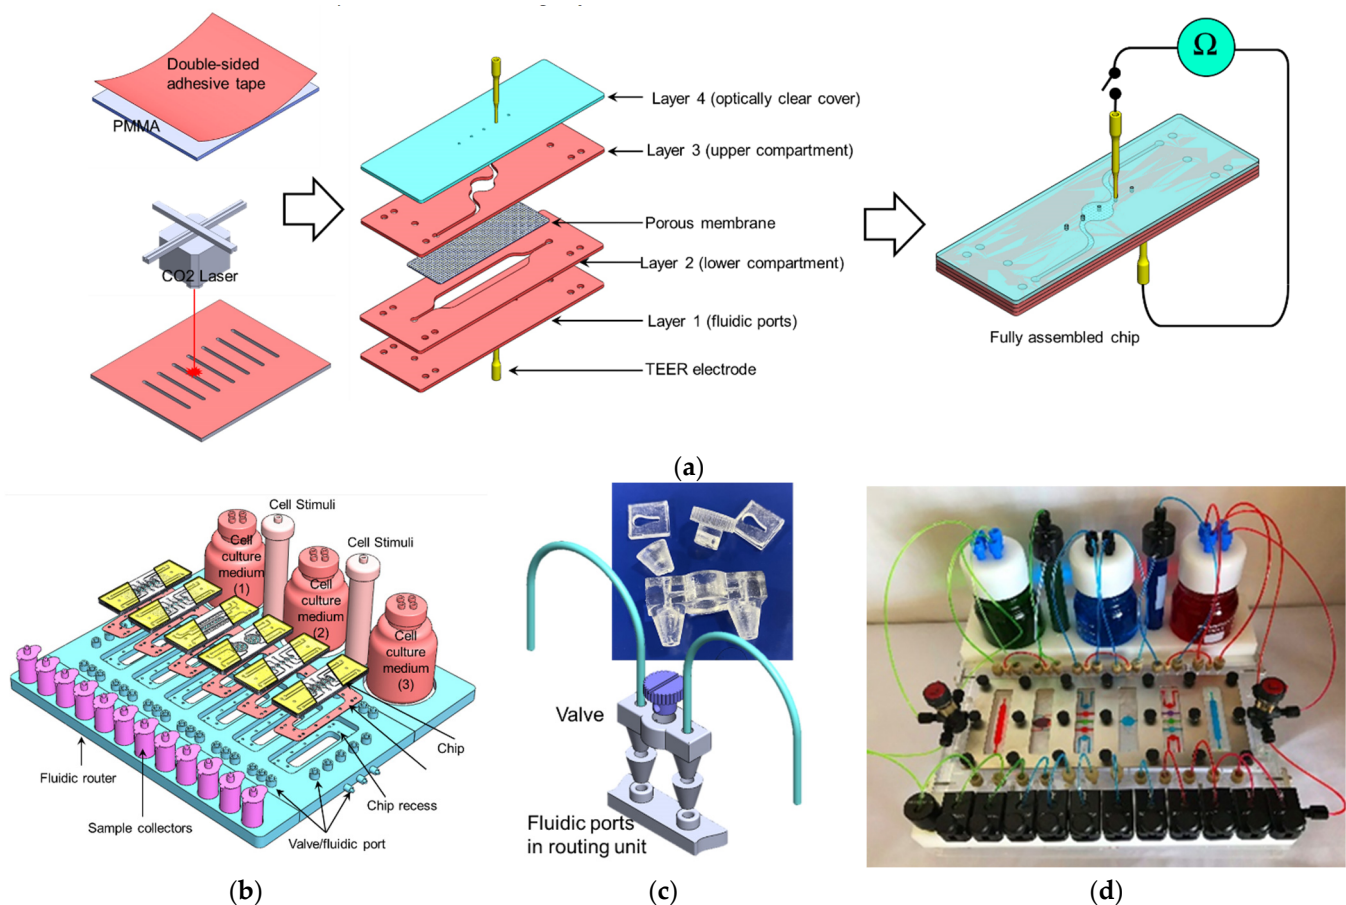 Double-sided
adhesive tape
PMMA
CO2 Laser
Layer 4 (optically clear cover)
Layer 3 (upper compartment)
Porous membrane
Layer 2 (lower compartment)
Layer 1 (fluidic ports)
TEER electrode
Ω
Fully assembled chip
(a)
Cell Stimuli
Cell Stimuli
Cell
culture
medium
(1)
Cell
culture
medium
(2)
Cell
culture
medium
(3)
Chip
Chip recess
Fluidic router
Sample collectors
Valve/fluidic port
(b)
Valve
Fluidic ports
in routing unit
(c)
(d)